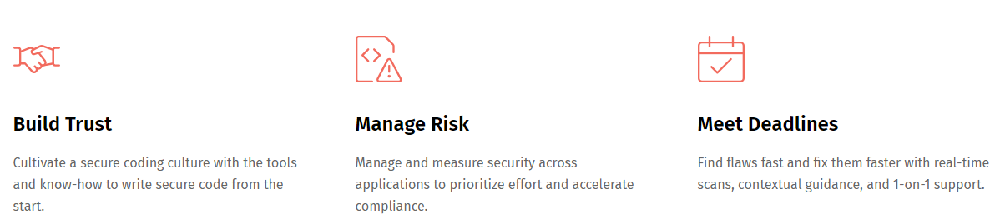 Build Trust
Cultivate a secure coding culture with the tools
and know-how to write secure code from the
start.
Manage Risk
Manage and measure security across
applications to prioritize effort and accelerate
compliance.
Meet Deadlines
Find flaws fast and fix them faster with real-time
scans, contextual guidance, and 1-on-1 support.